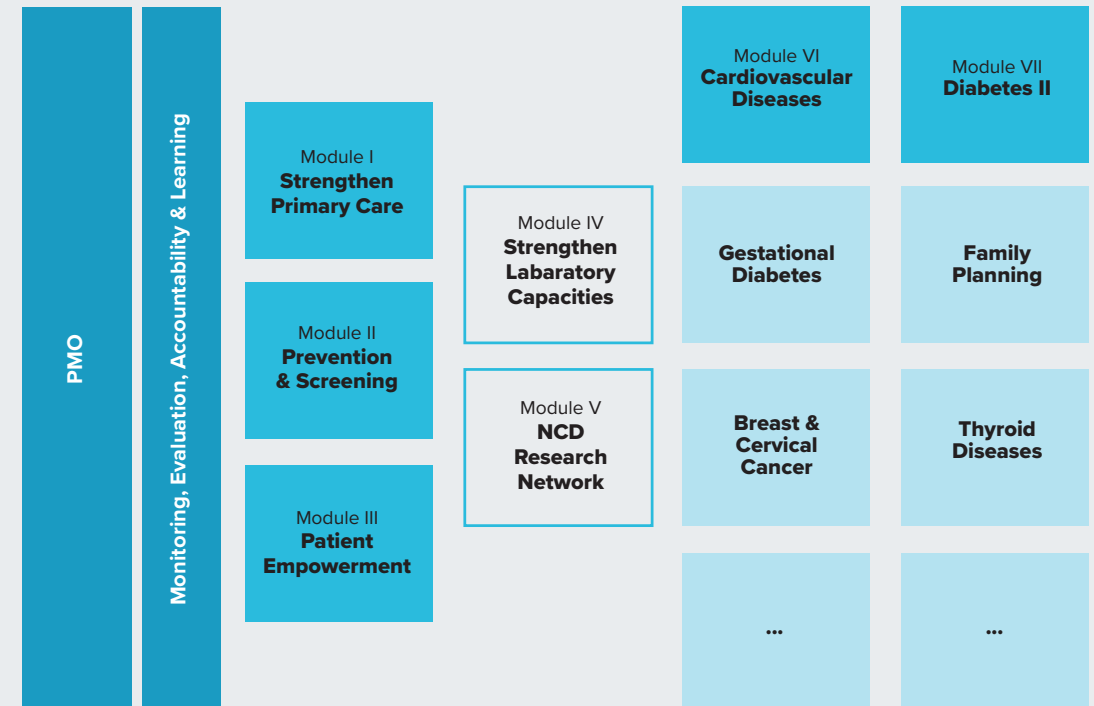 PMO
Monitoring, Evaluation, Accountability & Learning
Module I
Strengthen
Primary Care
Module II
Prevention
& Screening
Module III
Patient
Empowerment
Module IV
Strengthen
Labaratory
Capacities
Module V
NCD
Research
Network
Module VI
Cardiovascular
Diseases
Gestational
Diabetes
Breast &
Cervical
Cancer
...
Module VII
Diabetes II
Family
Planning
Thyroid
Diseases
...